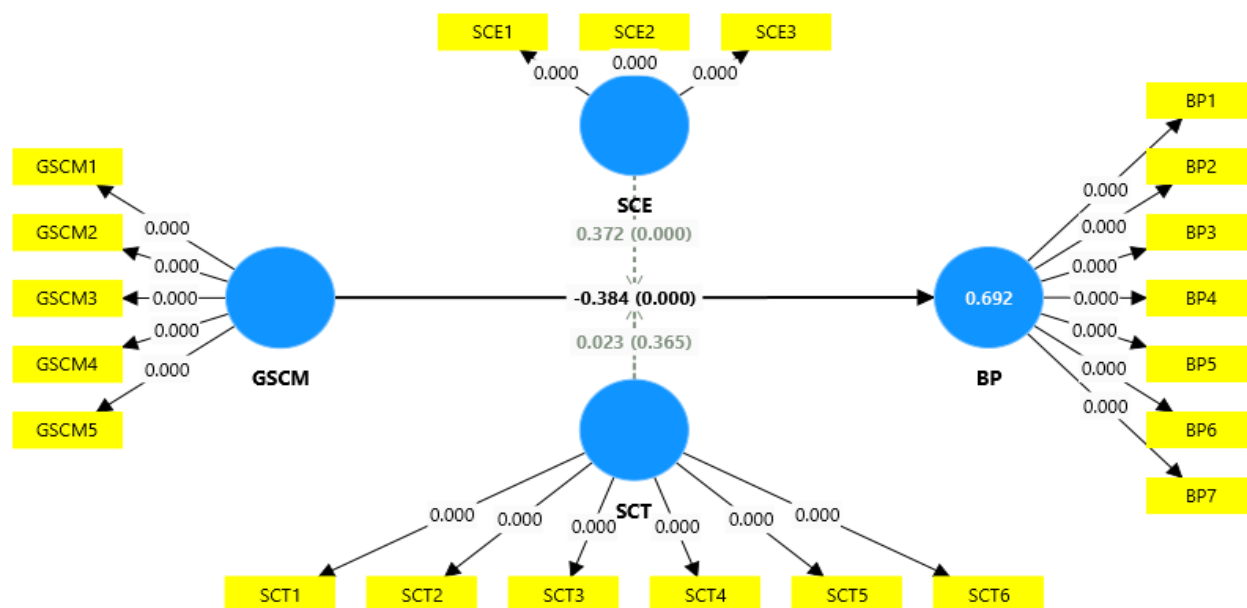 SCE1
SCE2
SCE3
0.000
0.000
0.000
SCE
0.372 (0.000)
GSCM1
GSCM2
GSCM3
GSCM4
GSCM5
0.000
0.000
0.000
0.000
0.000
GSCM
-0.384 (0.000)
0.023 (0.365)
0.692
BP
BP1
BP2
BP3
BP4
BP5
BP6
BP7
0.000
0.000
0.000
0.000
0.000
0.000
0.000
SCT
0.000
0.000
0.000
0.000
0.000
0.000
SCT1
SCT2
SCT3
SCT4
SCT5
SCT6